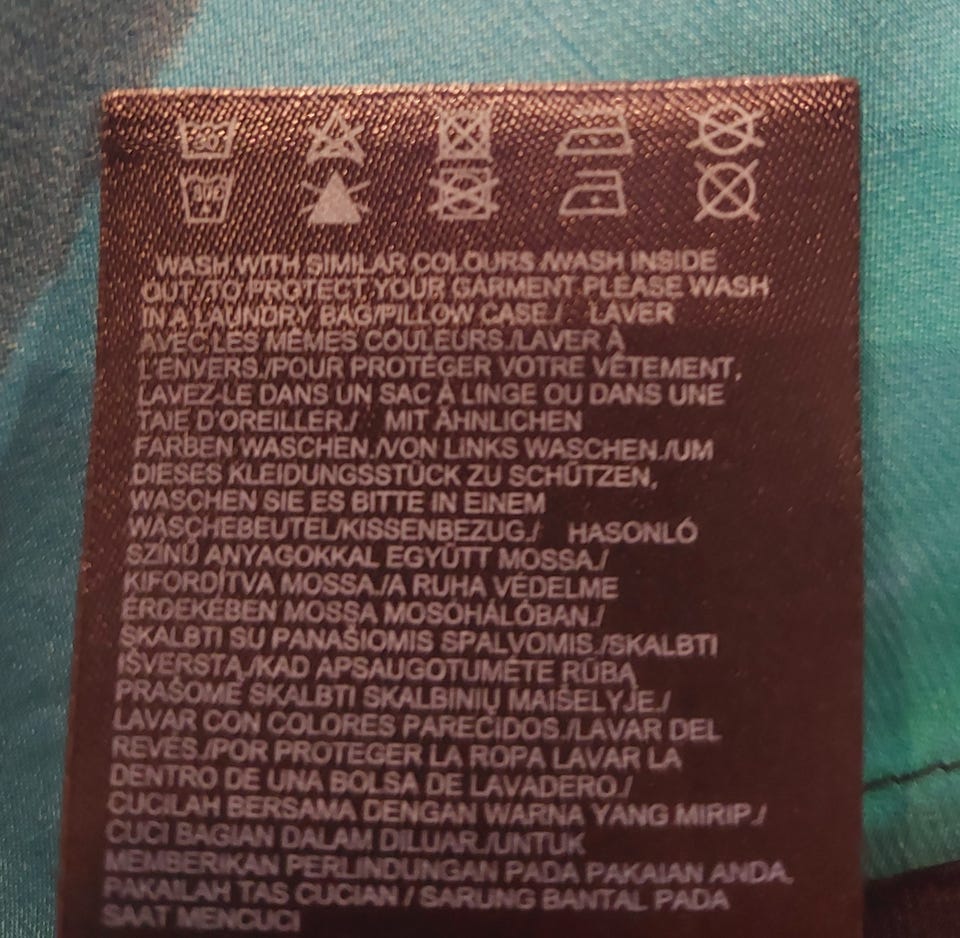 WASH WITH SIMILAR COLOURS./WASH INSIDE
OUT./TO PROTECT YOUR GARMENT PLEASE WASH
IN A LAUNDRY BAG/PILLOW CASE./ LAVER
AVEC LES MÊMES COULEURS./LAVER À
L'ENVERS./POUR PROTÉGER VOTRE VÊTEMENT,
LAVEZ-LE DANS UN SAC À LINGE OU DANS UNE
TAIE D'OREILLER./ MIT ÄHNLICHEN
FARBEN WASCHEN./VON LINKS WASCHEN./UM
DIESES KLEIDUNGSSTÜCK ZU SCHÜTZEN,
WASCHEN SIE ES BITTE IN EINEM
WÄSCHEBEUTEL/KISSENBEZUG./ HASONLÓ
SZÍNŰ ANYAGOKKAL EGYÜTT MOSSA./
KIFORDÍTVA MOSSA./A RUHA VÉDELME
ÉRDEKÉBEN MOSSA MOSÓHÁLÓBAN./
SKALBTI SU PANAŠIOMIS SPALVOMIS./SKALBTI
IŠVERSTĄ./KAD APSAUGOTUMĖTE RŪBĄ
PRAŠOME SKALBTI SKALBINIŲ MAIŠELYJE./
LAVAR CON COLORES PARECIDOS./LAVAR DEL
REVÉS./POR PROTEGER LA ROPA LAVAR LA
DENTRO DE UNA BOLSA DE LAVADERO./
CUCILAH BERSAMA DENGAN WARNA YANG MIRIP./
CUCI BAGIAN DALAM DILUAR./UNTUK
MEMBERIKAN PERLINDUNGAN PADA PAKAIAN ANDA,
PAKAILAH TAS CUCIAN / SARUNG BANTAL PADA
SAAT MENCUCI